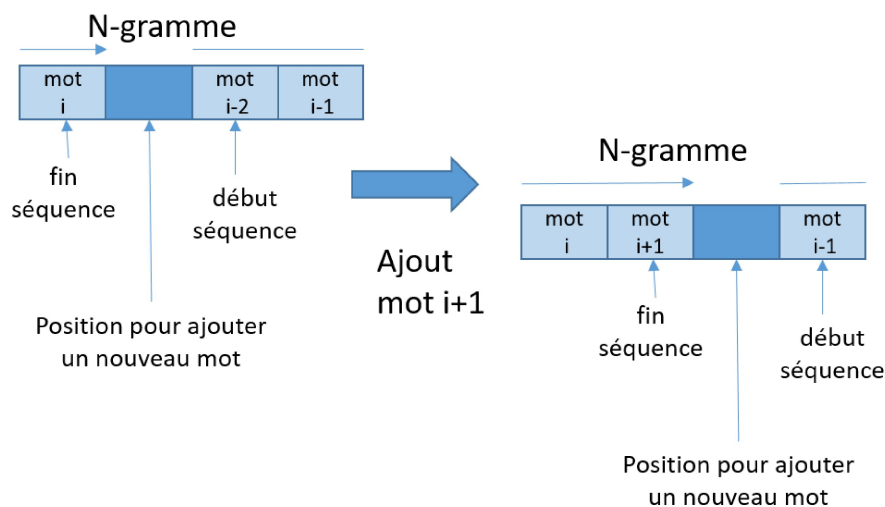 N-gramme
mot
i
mot
i-2
mot
i-1
fin
séquence
début
séquence
Position pour ajouter
un nouveau mot
Ajout
mot i+1
N-gramme
mot
i
mot
i+1
mot
i-1
fin
séquence
début
séquence
Position pour ajouter
un nouveau mot